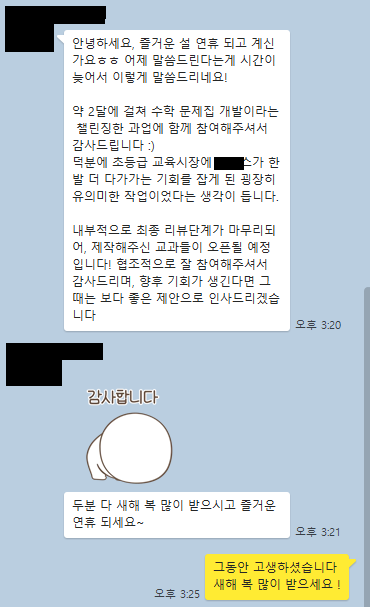 안녕하세요, 즐거운 설 연휴 되고 계신
가요ㅎㅎ 어제 말씀드린다는게 시간이
늦어서 이렇게 말씀드리네요!
약 2달에 걸쳐 수학 문제집 개발이라는
챌린징한 과업에 함께 참여해주셔서
감사드립니다 :)
덕분에 초등급 교육시장에 스가 한
발 더 다가가는 기회를 잡게 된 굉장히
유의미한 작업이었다는 생각이 듭니다.
내부적으로 최종 리뷰단계가 마무리되
어, 제작해주신 교과들이 오픈될 예정
입니다! 협조적으로 잘 참여해주셔서
감사드리며, 향후 기회가 생긴다면 그
때는 보다 좋은 제안으로 인사드리겠습
니다
오후 3:20
감사합니다
두분 다 새해 복 많이 받으시고 즐거운
연휴 되세요~
오후 3:21
그동안 고생하셨습니다
새해 복 많이 받으세요 !
오후 3:25